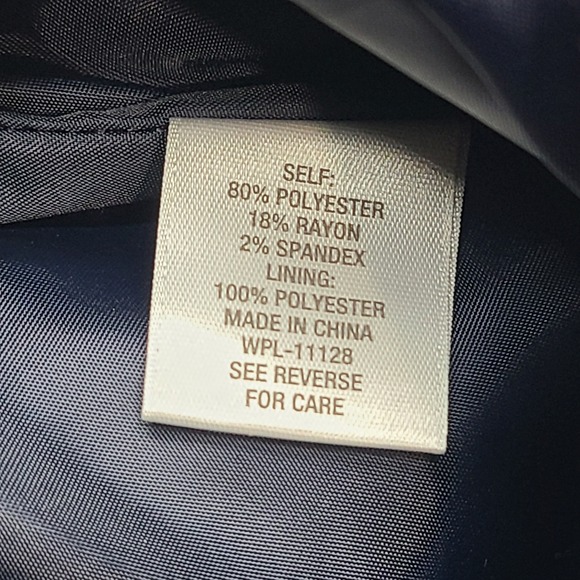 SELF:
80% POLYESTER
18% RAYON
2% SPANDEX
LINING:
100% POLYESTER
MADE IN CHINA
WPL-11128
SEE REVERSE
FOR CARE